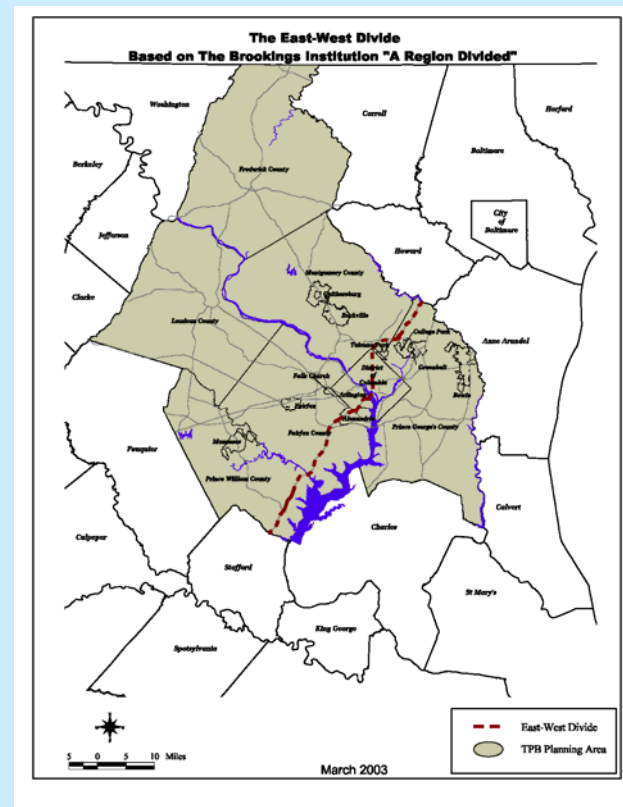 The East-West Divide
Based on The Brookings Institution "A Region Divided"
Washington
Carroll
Harford
Baltimore
Berkeley
Frederick County
City
of
Baltimore
Jefferson
Howard
Montgomery County
Gaithersburg
Clarke
Rockville
Loudoun County
College Park
Anne Arundel
Takoma Park
District
Greenbelt
Falls Church
Columbia
Arlington
Bowie
Fairfax
Alexandria
Fairfax County
Prince George's County
Manassas
Fauquier
Prince William County
Calvert
Charles
Culpeper
Stafford
St Mary's
King George
Spotsylvania
East-West Divide
TPB Planning Area
5 0 5 10 Miles
March 2003